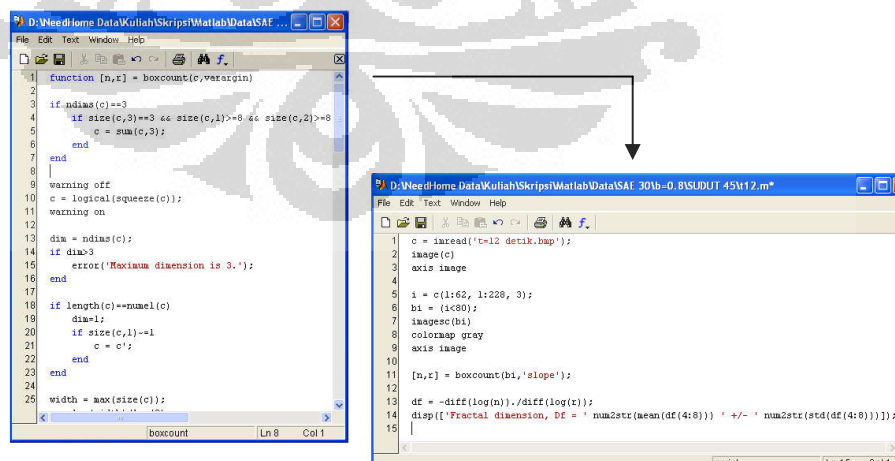 D:\NeedHome Data\Kuliah\Skripsi\Matlab\Data\SAE ...
File Edit Text Window Help
1 function [n,r] = boxcount(c,varargin)
2
3 if ndims(c)==3
4 if size(c,3)==3 && size(c,1)>=8 && size(c,2)>=8
5 c = sum(c,3);
6 end
7 end
8
9 warning off
10 c = logical(squeeze(c));
11 warning on
12
13 dim = ndims(c);
14 if dim>3
15 error('Maximum dimension is 3.');
16 end
17
18 if length(c)==numel(c)
19 dim=1;
20 if size(c,1)~=1
21 c = c';
22 end
23 end
24
25 width = max(size(c));
boxcount Ln 8 Col 1
D:\NeedHome Data\Kuliah\Skripsi\Matlab\Data\SAE 30\b=0.8\SUDUT 45\t12.m*
File Edit Text Window Help
1 c = imread('t=12 detik.bmp');
2 image(c)
3 axis image
4
5 i = c(1:62, 1:228, 3);
6 bi = (i<80);
7 imagesc(bi)
8 colormap gray
9 axis image
10
11 [n,r] = boxcount(bi,'slope');
12
13 df = -diff(log(n))./diff(log(r));
14 disp(['Fractal dimension, Df = ' num2str(mean(df(4:8))) ' +/- ' num2str(std(df(4:8)))]);
15